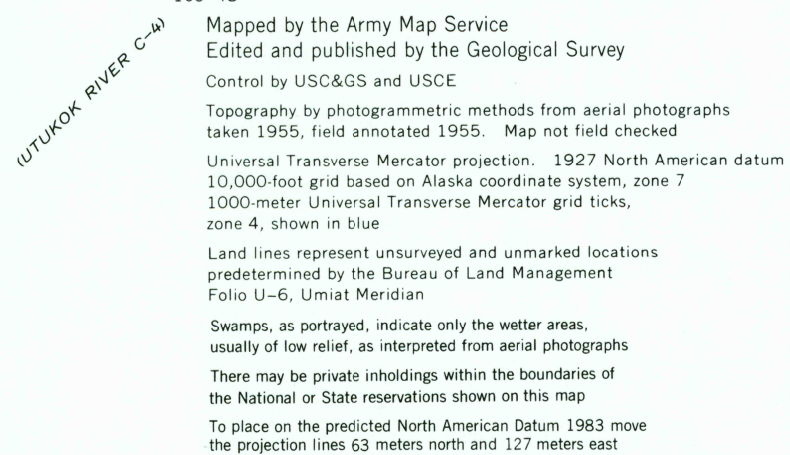 (UTUKOK RIVER C-4)
Mapped by the Army Map Service
Edited and published by the Geological Survey
Control by USC&GS and USCE
Topography by photogrammetric methods from aerial photographs
taken 1955, field annotated 1955. Map not field checked
Universal Transverse Mercator projection. 1927 North American datum
10,000-foot grid based on Alaska coordinate system, zone 7
1000-meter Universal Transverse Mercator grid ticks,
zone 4, shown in blue
Land lines represent unsurveyed and unmarked locations
predetermined by the Bureau of Land Management
Folio U-6, Umiat Meridian
Swamps, as portrayed, indicate only the wetter areas,
usually of low relief, as interpreted from aerial photographs
There may be private inholdings within the boundaries of
the National or State reservations shown on this map
To place on the predicted North American Datum 1983 move
the projection lines 63 meters north and 127 meters east